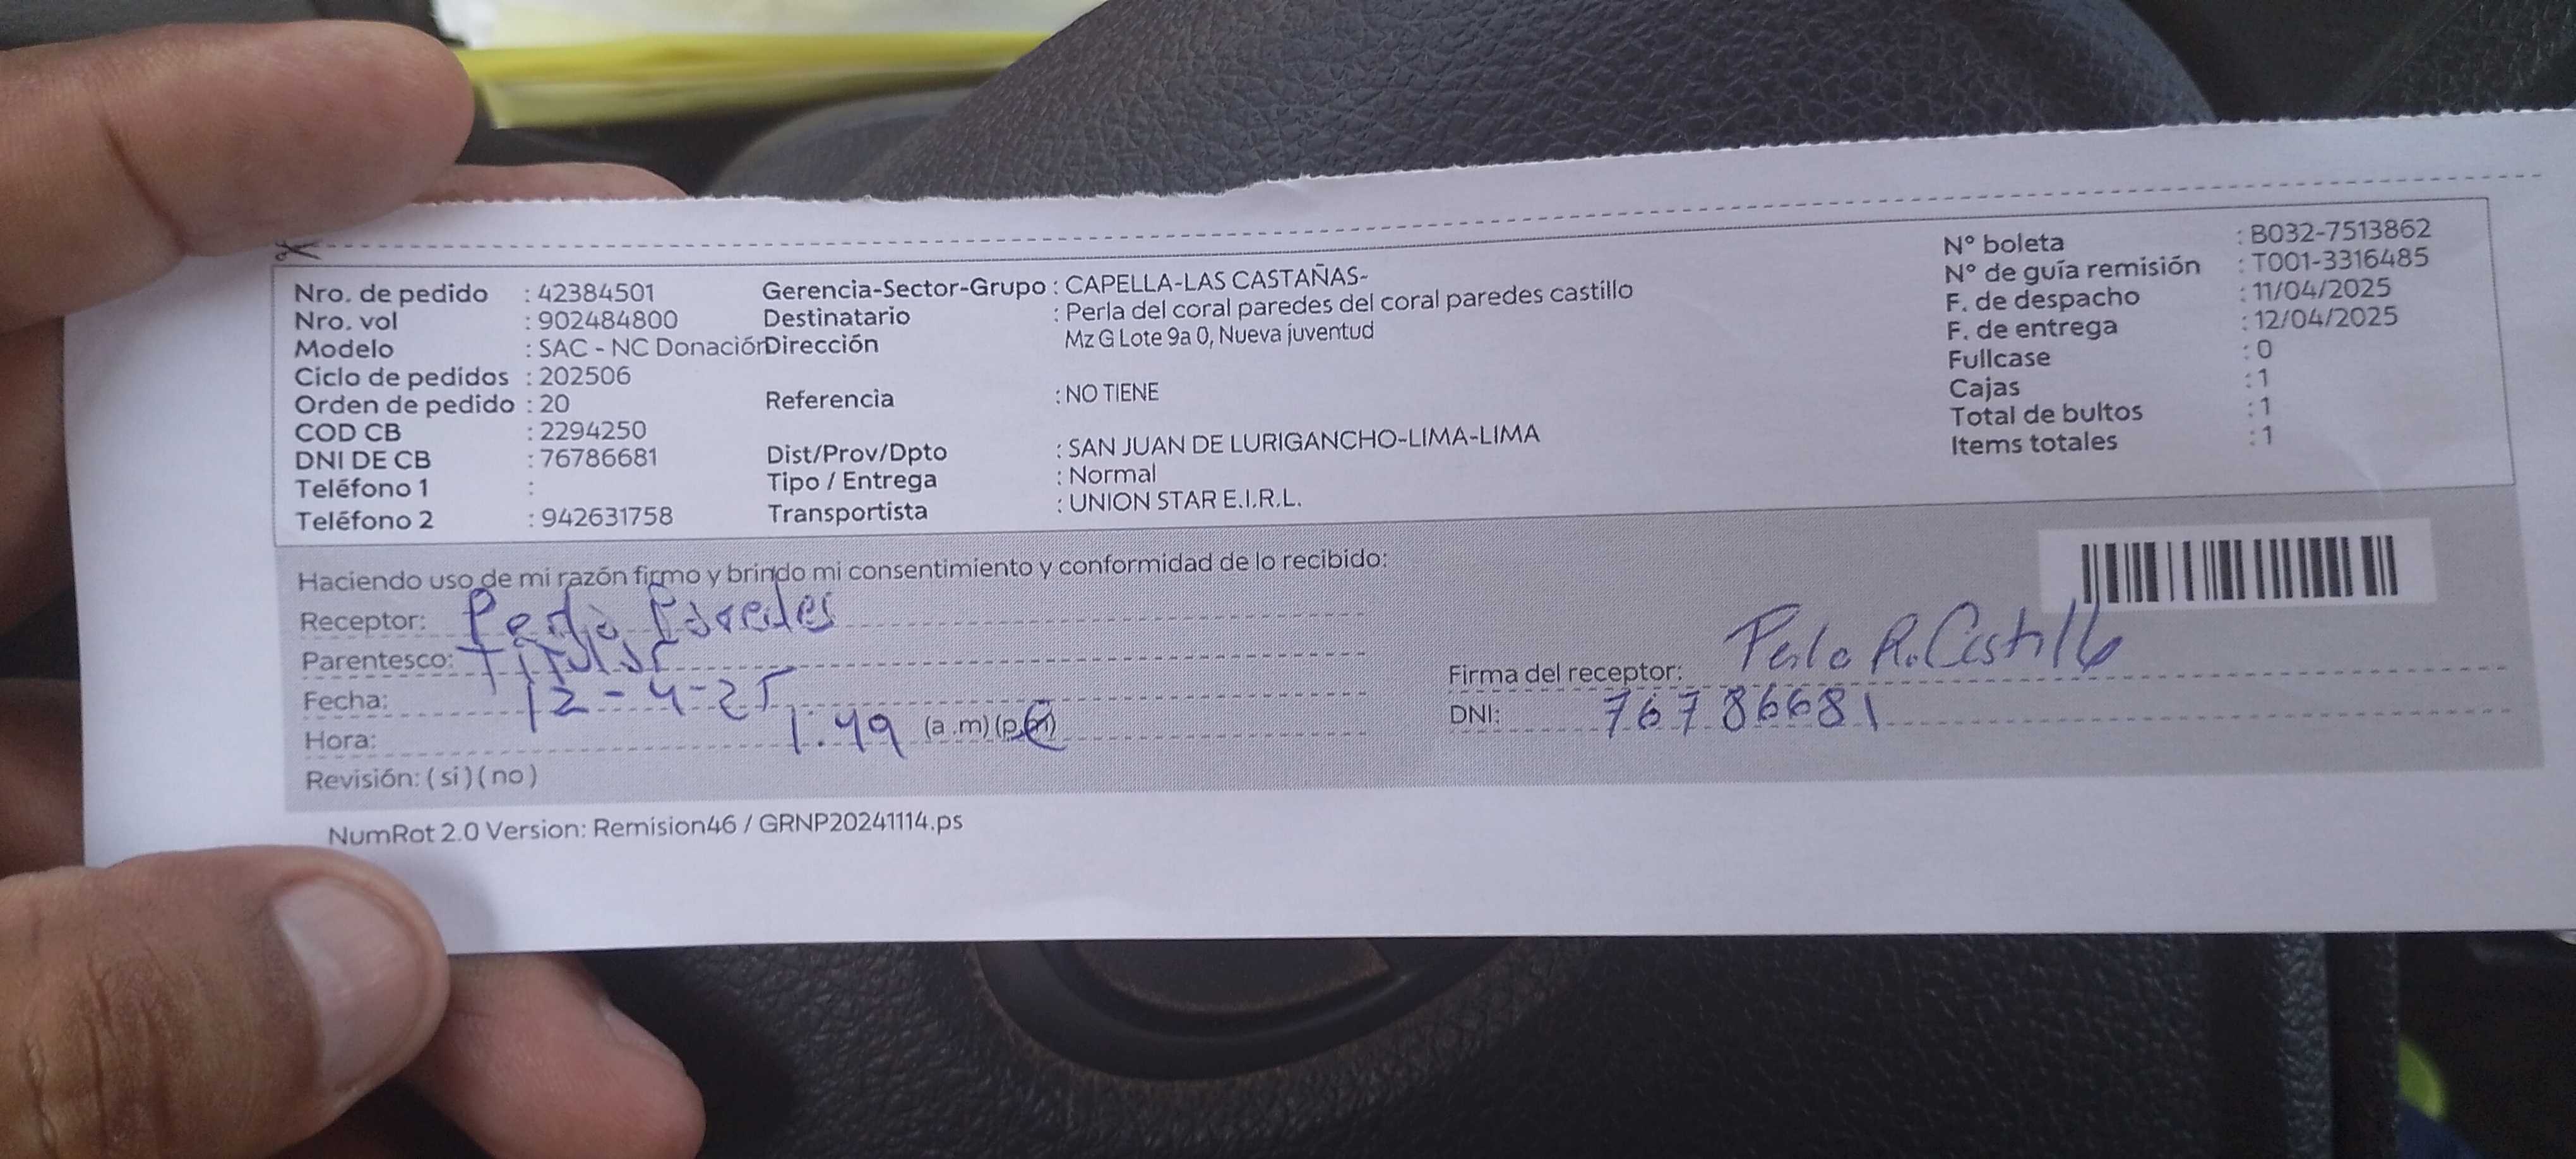 Nro. de pedido : 42384501
Nro. vol : 902484800
Modelo : SAC - NC Donación
Ciclo de pedidos : 202506
Orden de pedido : 20
COD CB : 2294250
DNI DE CB : 76786681
Teléfono 1 :
Teléfono 2 : 942631758
Gerencia-Sector-Grupo : CAPELLA-LAS CASTAÑAS-
Destinatario : Perla del coral paredes del coral paredes castillo
Dirección Mz G Lote 9a 0, Nueva juventud
Referencia : NO TIENE
Dist/Prov/Dpto : SAN JUAN DE LURIGANCHO-LIMA-LIMA
Tipo / Entrega : Normal
Transportista : UNION STAR E.I.R.L.
N° boleta : B032-7513862
N° de guía remisión : T001-3316485
F. de despacho : 11/04/2025
F. de entrega : 12/04/2025
Fullcase : 0
Cajas : 1
Total de bultos : 1
Items totales : 1
Haciendo uso de mi razón firmo y brindo mi consentimiento y conformidad de lo recibido:
Receptor: Perla Paredes
Parentesco: Titular
Fecha: 12-4-25
Hora: 1:49 (a.m) (p.m)
Revisión: (si) (no)
Firma del receptor: Perla R. Castillo
DNI: 76786681
NumRot 2.0 Version: Remision46 / GRNP20241114.ps